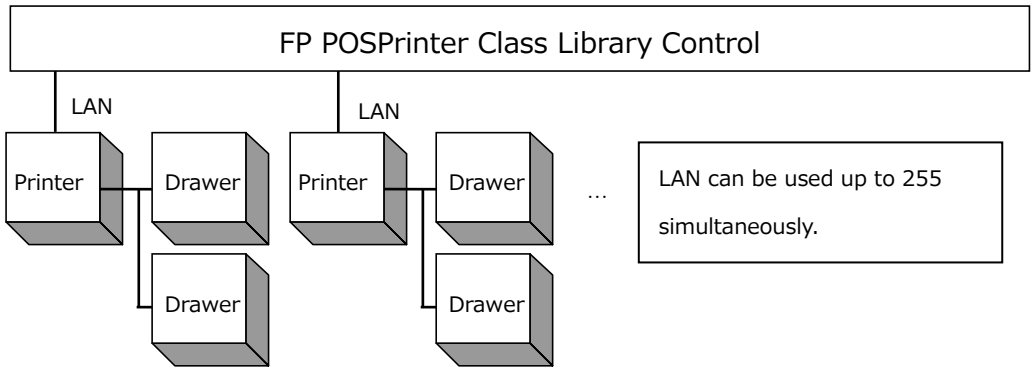 FP POSPrinter Class Library Control
LAN
LAN
Printer
Drawer
Printer
Drawer
...
LAN can be used up to 255
simultaneously.
Drawer
Drawer